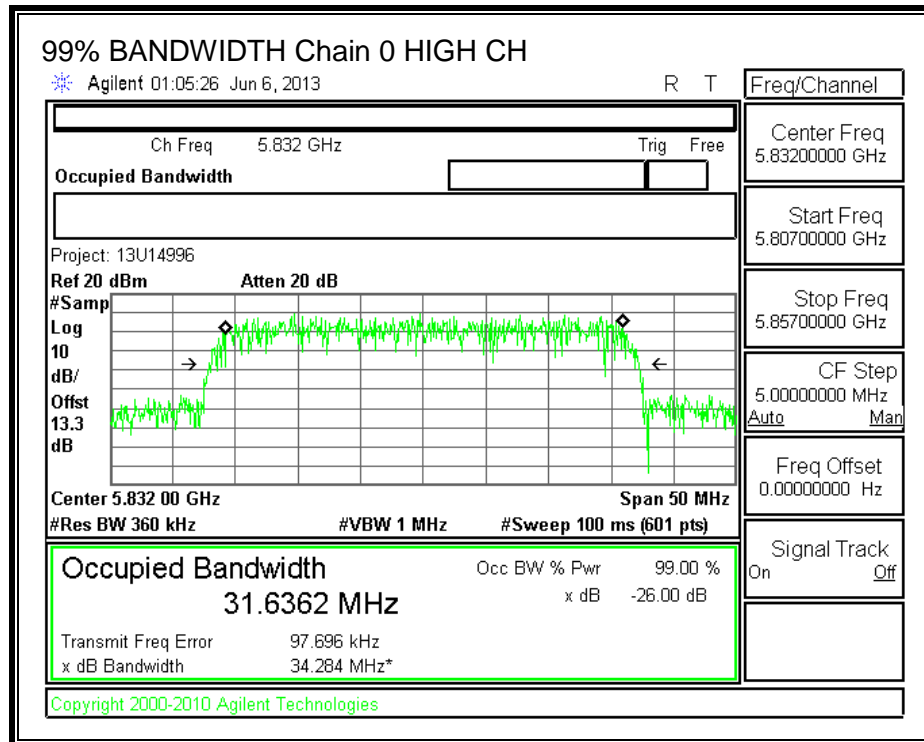 99% BANDWIDTH Chain 0 HIGH CH
Agilent 01:05:26 Jun 6, 2013 R T
Ch Freq 5.832 GHz Trig Free
Occupied Bandwidth
Project: 13U14996
Ref 20 dBm Atten 20 dB
#Samp
Log
10
dB/
Offst
13.3
dB
Center 5.832 00 GHz Span 50 MHz
#Res BW 360 kHz #VBW 1 MHz #Sweep 100 ms (601 pts)
Occupied Bandwidth
31.6362 MHz
Occ BW % Pwr 99.00 %
x dB -26.00 dB
Transmit Freq Error 97.696 kHz
x dB Bandwidth 34.284 MHz*
Copyright 2000-2010 Agilent Technologies
Freq/Channel
Center Freq
5.83200000 GHz
Start Freq
5.80700000 GHz
Stop Freq
5.85700000 GHz
CF Step
5.00000000 MHz
Auto Man
Freq Offset
0.00000000 Hz
Signal Track
On Off